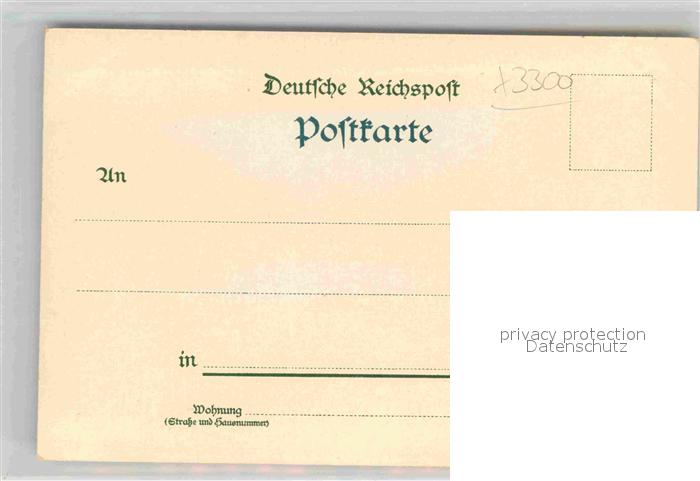 Deutsche Reichspost
Postkarte
+3300
An
in
Wohnung
(Straße und Hausnummer)
privacy protection
Datenschutz